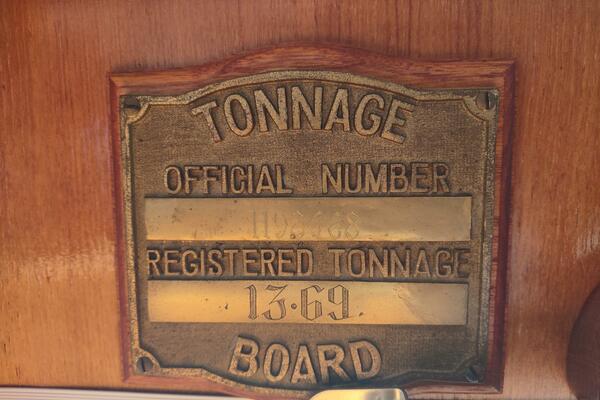 TONNAGE
OFFICIAL NUMBER
REGISTERED TONNAGE
13.69.
BOARD